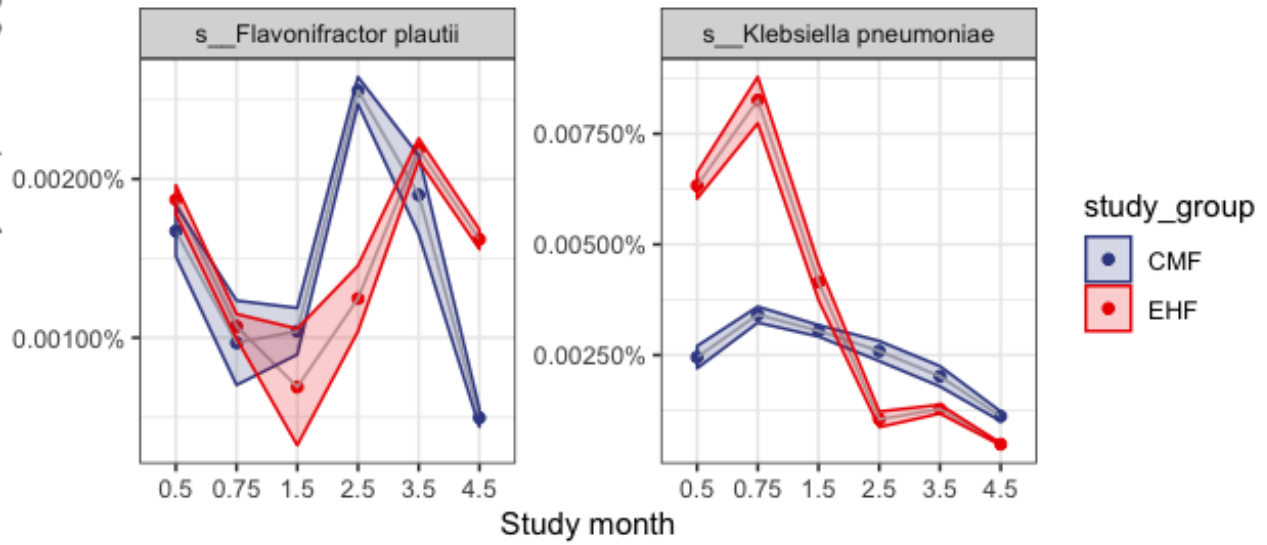 s__Flavonifractor plautii
s__Klebsiella pneumoniae
0.00200%
0.00100%
0.00750%
0.00500%
0.00250%
0.5 0.75 1.5 2.5 3.5 4.5
0.5 0.75 1.5 2.5 3.5 4.5
Study month
study_group
CMF
EHF